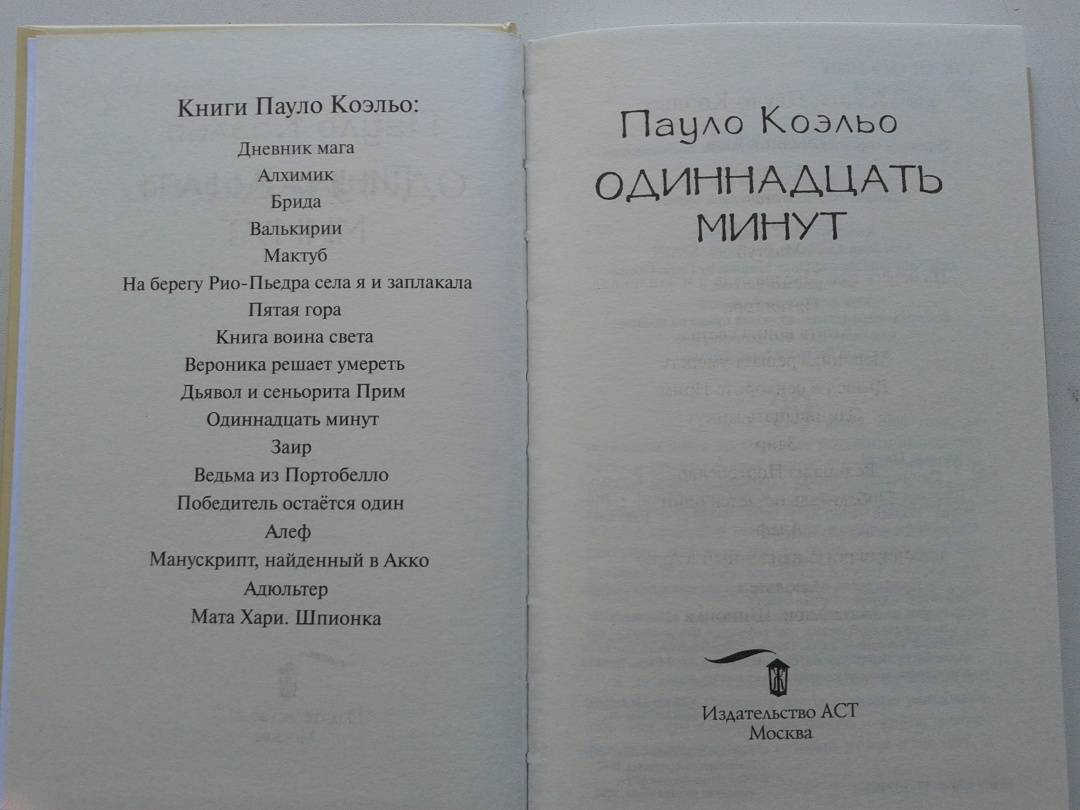 Книги Пауло Коэльо:
Дневник мага
Алхимик
Брида
Валькирии
Мактуб
На берегу Рио-Пьедра села я и заплакала
Пятая гора
Книга воина света
Вероника решает умереть
Дьявол и сеньорита Прим
Одиннадцать минут
Заир
Ведьма из Портобелло
Победитель остаётся один
Алеф
Манускрипт, найденный в Акко
Адюльтер
Мата Хари. Шпионка
Пауло Коэльо
ОДИННАДЦАТЬ
МИНУТ
Издательство АСТ
Москва